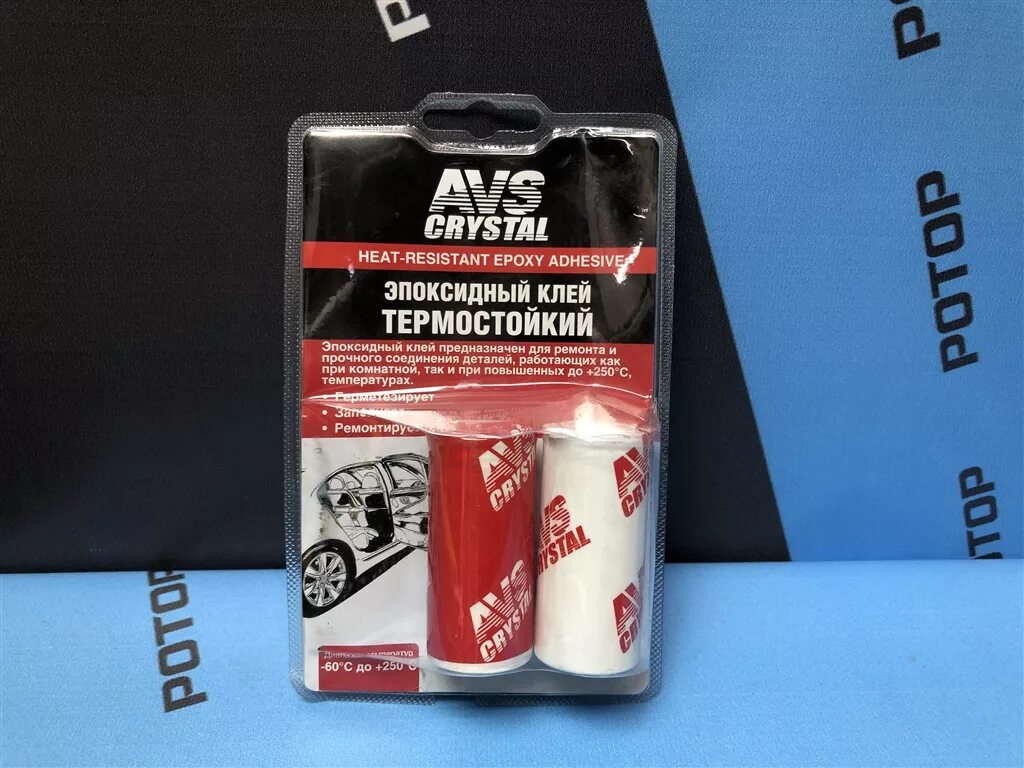 AVS
CRYSTAL
HEAT-RESISTANT EPOXY ADHESIVE
ЭПОКСИДНЫЙ КЛЕЙ
ТЕРМОСТОЙКИЙ
Эпоксидный клей предназначен для ремонта и
прочного соединения деталей, работающих как
при комнатной, так и при повышенных до +250°C,
температурах.
• Герметезирует
• Ремонтирует
AVS
CRYSTAL
AVS
CRYSTAL
AVS
CRYSTAL
Диапазон температур
-60°C до +250°C
РОТОР
РОТОР
РОТОР
РОТОР